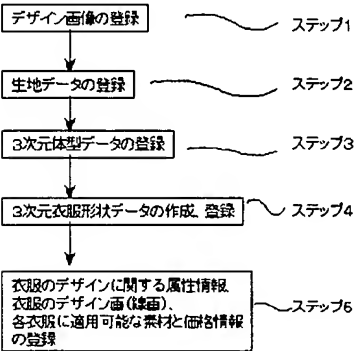 デザイン画像の登録
ステップ1
生地データの登録
ステップ2
3次元体型データの登録
ステップ3
3次元衣服形状データの作成、登録
ステップ4
衣服のデザインに関する属性情報、
衣服のデザイン画(線画)、
各衣服に適用可能な素材と価格情報
の登録
ステップ6